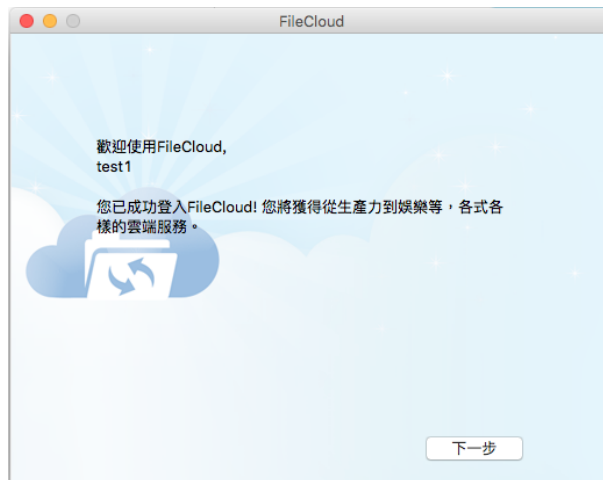 FileCloud
歡迎使用FileCloud,
test1
您已成功登入FileCloud! 您將獲得從生產力到娛樂等，各式各
樣的雲端服務。
下一步